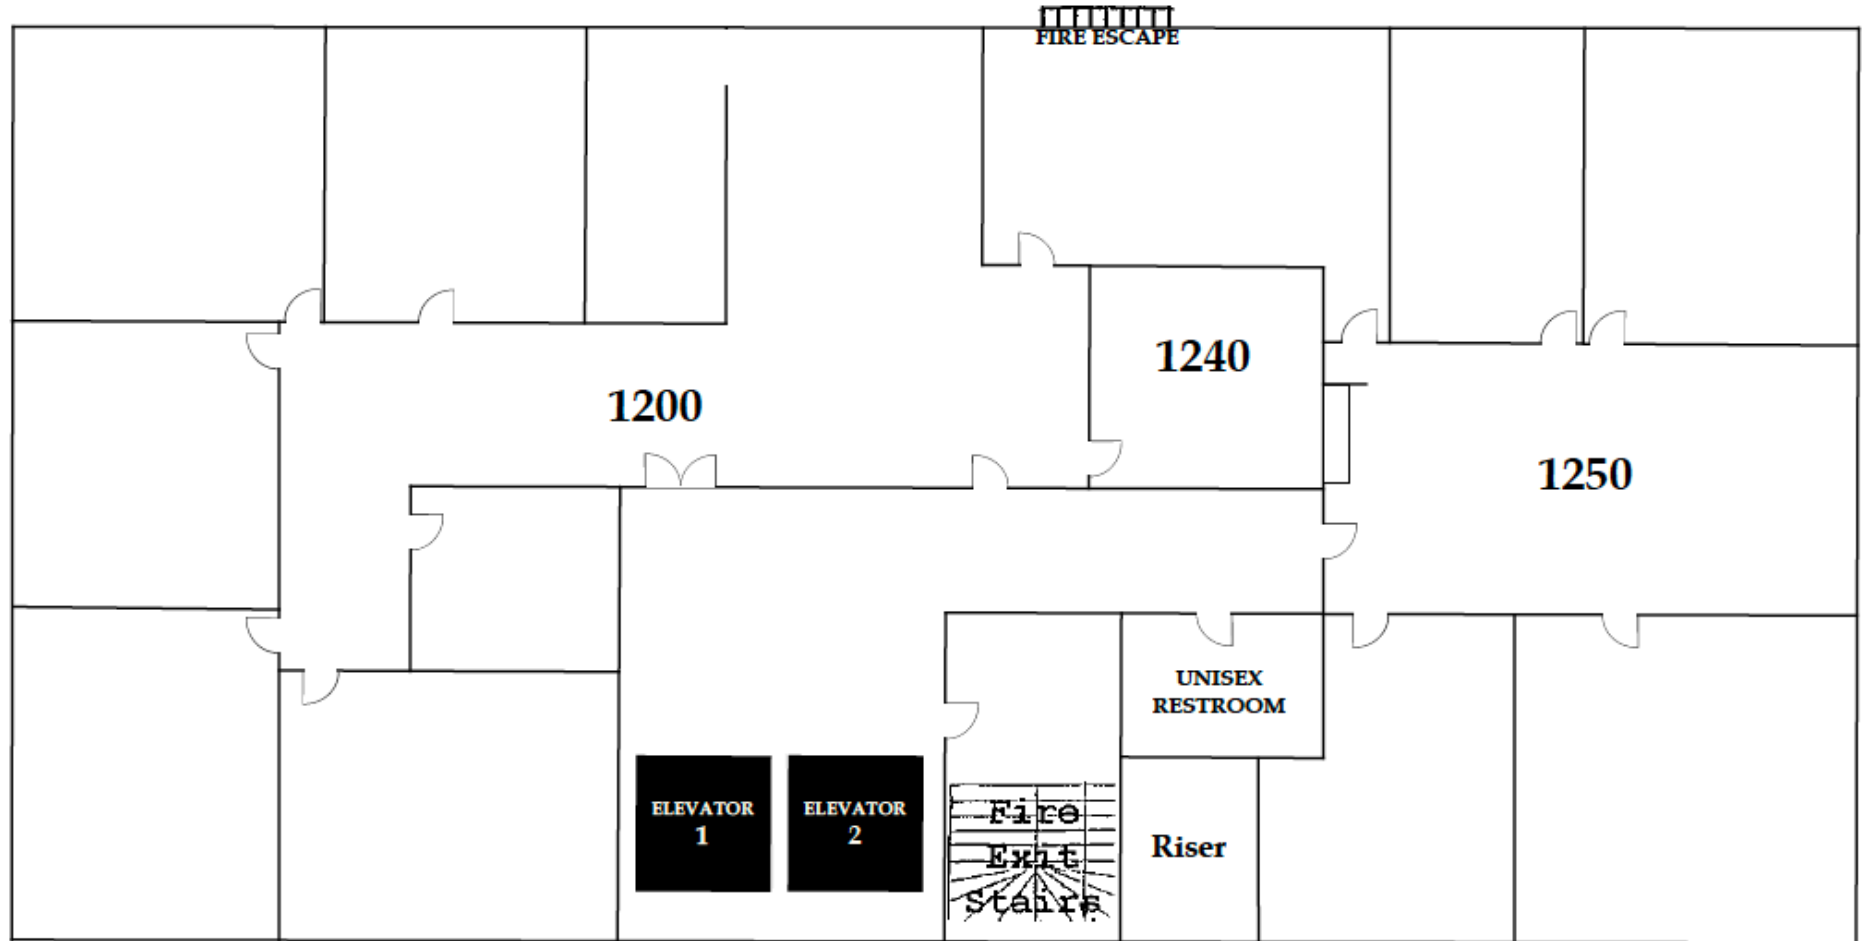 FIRE ESCAPE
1240
1200
1250
UNISEX
RESTROOM
ELEVATOR
1
ELEVATOR
2
Fire
Exit
Stairs
Riser